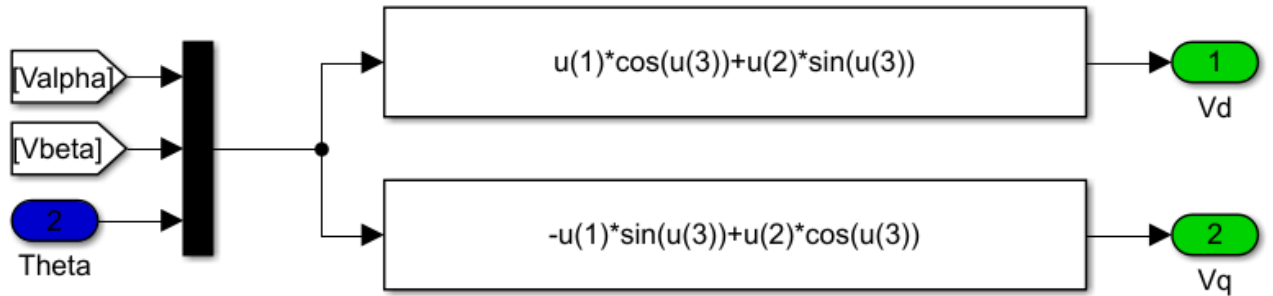 [Valpha]
[Vbeta]
2
Theta
u(1)*cos(u(3))+u(2)*sin(u(3))
1
Vd
-u(1)*sin(u(3))+u(2)*cos(u(3))
2
Vq